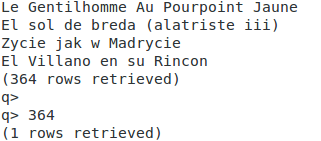 Le Gentilhomme Au Pourpoint Jaune
El sol de breda (alatriste iii)
Zycie jak w Madrycie
El Villano en su Rincon
(364 rows retrieved)
q>
q> 364
(1 rows retrieved)